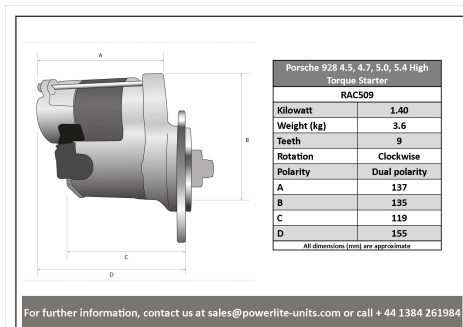 A
B
C
D
Porsche 928 4.5, 4.7, 5.0, 5.4 High
Torque Starter
RAC509
Kilowatt 1.40
Weight (kg) 3.6
Teeth 9
Rotation Clockwise
Polarity Dual polarity
A 137
B 135
C 119
D 155
All dimensions (mm) are approximate
For further information, contact us at sales@powerlite-units.com or call + 44 1384 261984